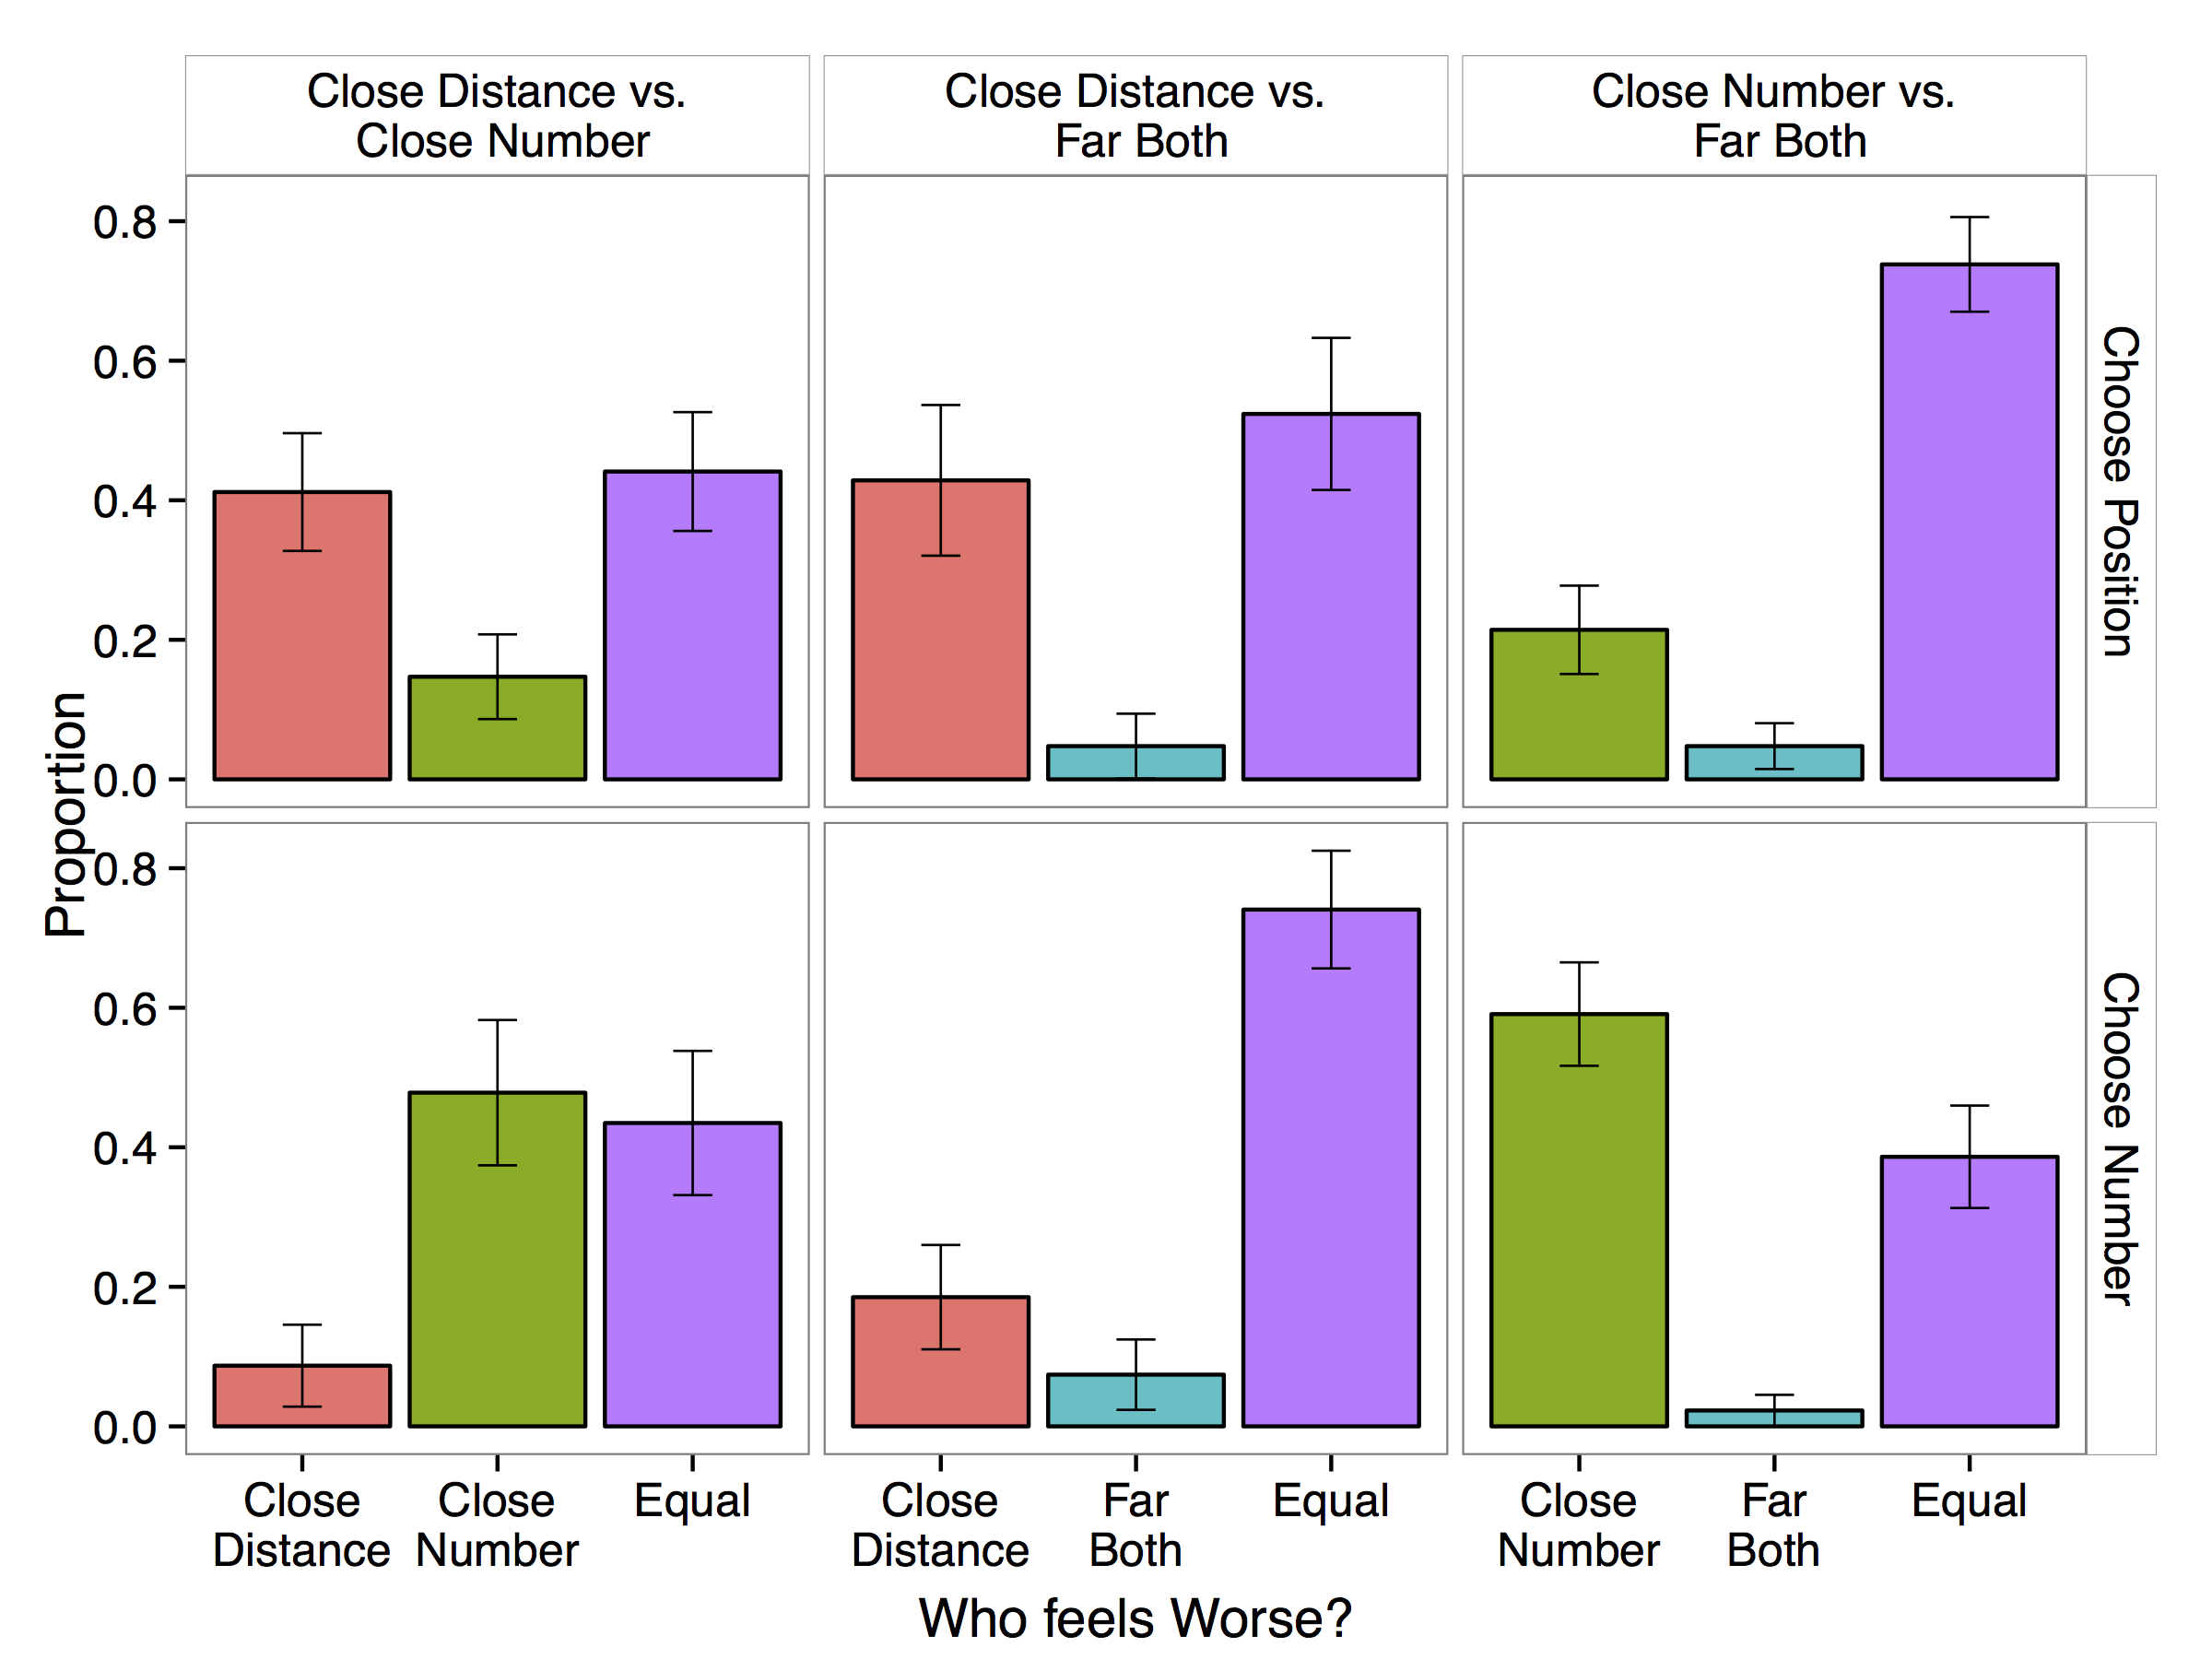 Close Distance vs.
Close Number
Close Distance vs.
Far Both
Close Number vs.
Far Both
Proportion
0.8
0.6
0.4
0.2
0.0
Choose Position
0.8
0.6
0.4
0.2
0.0
Choose Number
Close
Distance
Close
Number
Equal
Close
Distance
Far
Both
Equal
Close
Number
Far
Both
Equal
Who feels Worse?